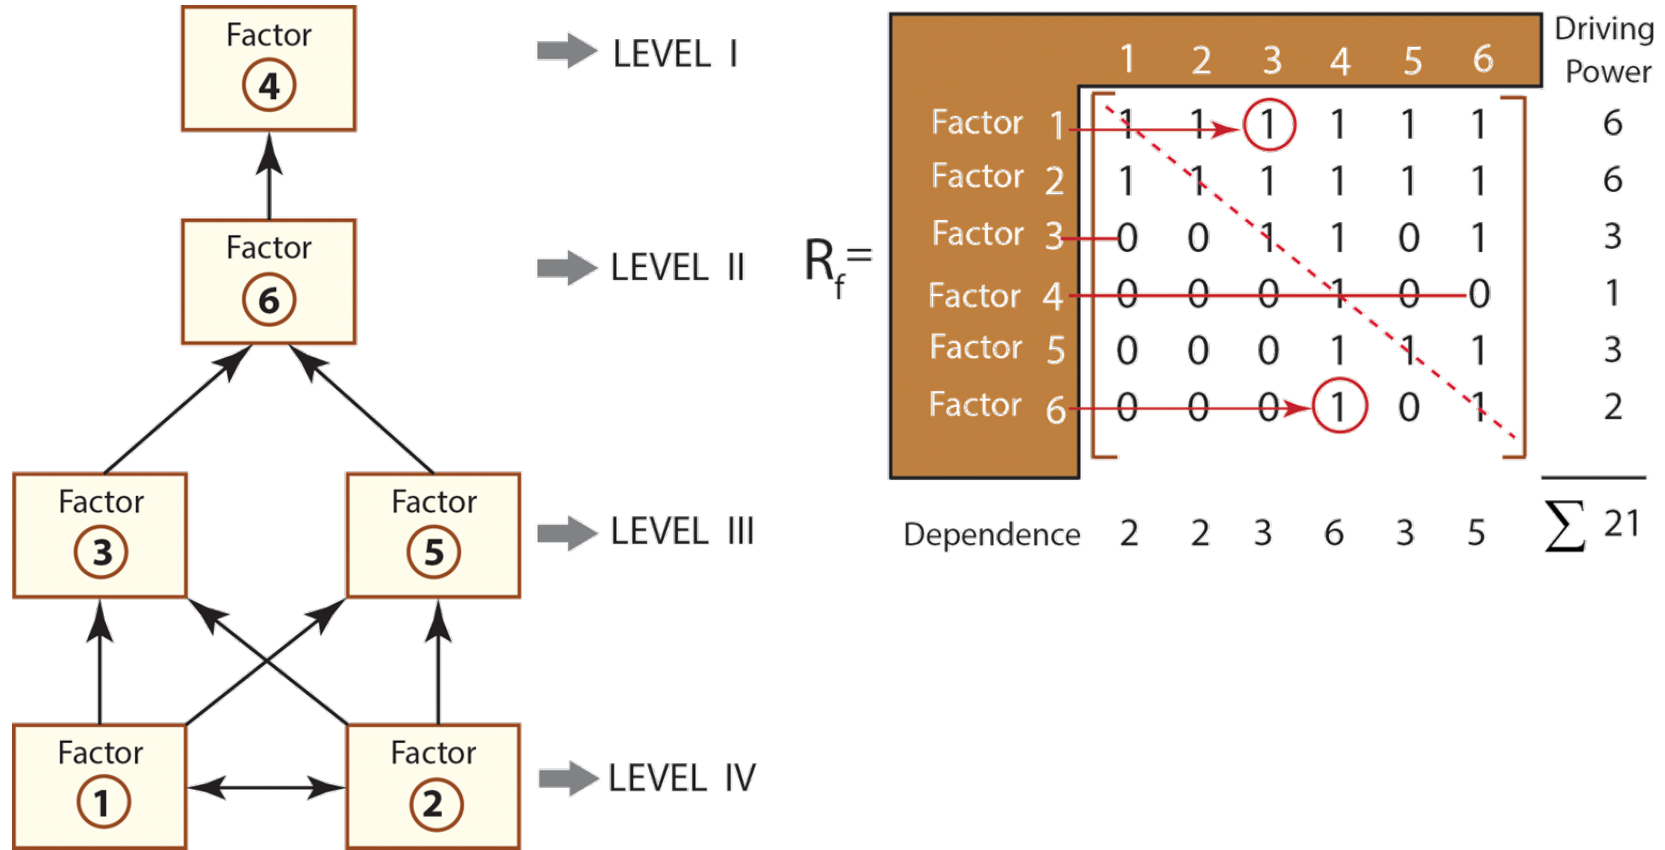 Factor
4
LEVEL I
Factor
6
LEVEL II
Factor
3
Factor
5
LEVEL III
Factor
1
Factor
2
LEVEL IV
Driving
Power
1 2 3 4 5 6
Factor 1 1 1 1 1 1 1 6
Factor 2 1 1 1 1 1 1 6
Factor 3 0 0 1 1 0 1 3
Rf=
Factor 4 0 0 0 1 0 0 1
Factor 5 0 0 0 1 1 1 3
Factor 6 0 0 0 1 0 1 2
Dependence 2 2 3 6 3 5 ∑ 21